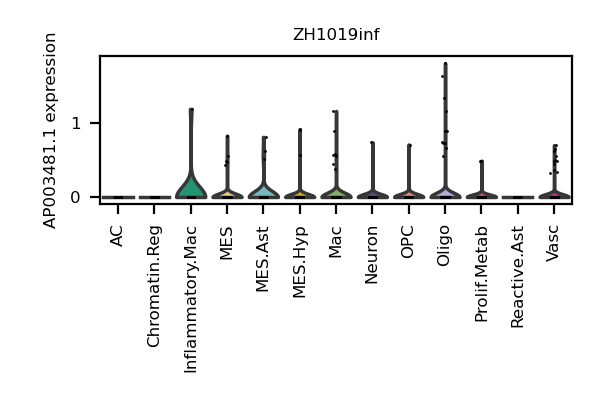 ZH1019inf
AP003481.1 expression
1
0
AC
Chromatin.Reg
Inflammatory.Mac
MES
MES.Ast
MES.Hyp
Mac
Neuron
OPC
Oligo
Prolif.Metab
Reactive.Ast
Vasc